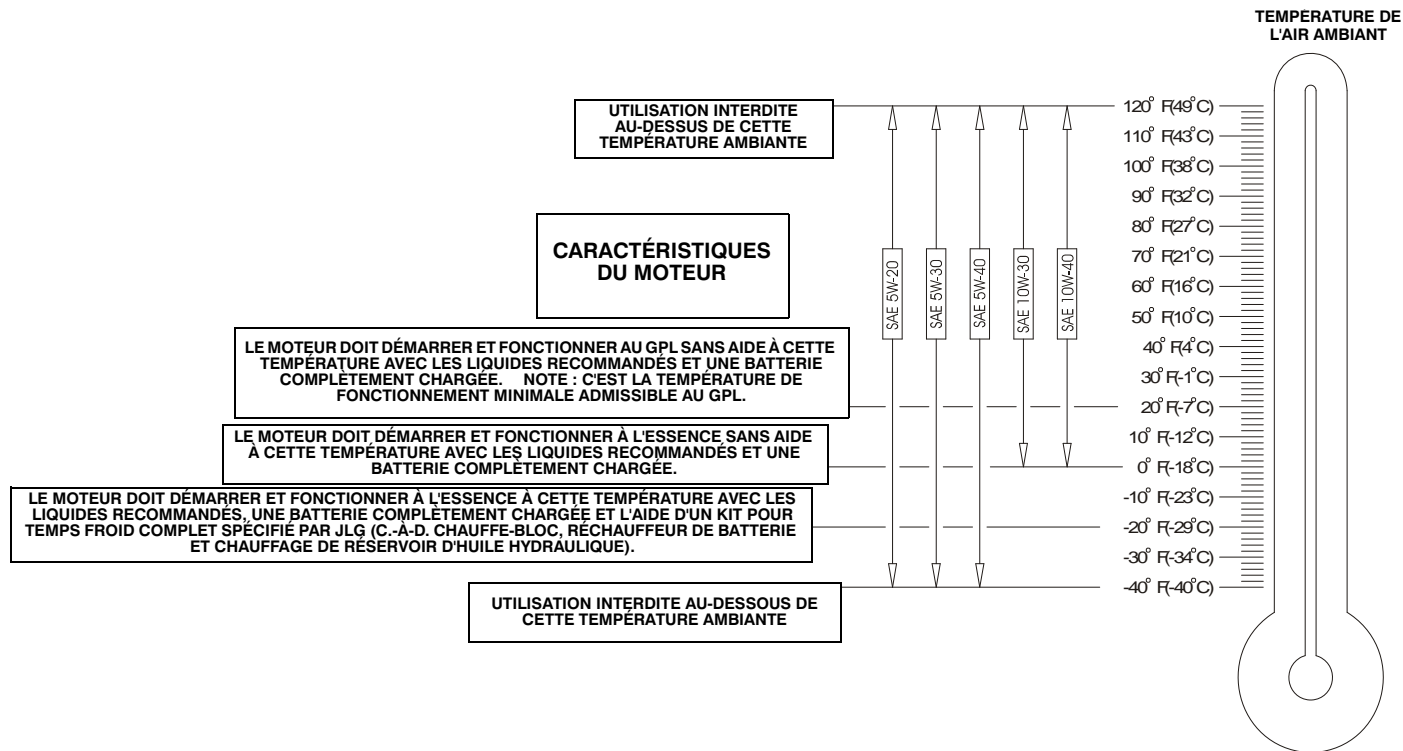 TEMPÉRATURE DE
L'AIR AMBIANT
UTILISATION INTERDITE
AU-DESSUS DE CETTE
TEMPÉRATURE AMBIANTE
120° F(49°C)
110° F(43°C)
100° F(38°C)
90° F(32°C)
80° F(27°C)
70° F(21°C)
60° F(16°C)
50° F(10°C)
40° F(4°C)
30° F(-1°C)
20° F(-7°C)
10° F(-12°C)
0° F(-18°C)
-10° F(-23°C)
-20° F(-29°C)
-30° F(-34°C)
-40° F(-40°C)
CARACTÉRISTIQUES
DU MOTEUR
SAE 5W-20
SAE 5W-30
SAE 5W-40
SAE 10W-30
SAE 10W-40
LE MOTEUR DOIT DÉMARRER ET FONCTIONNER AU GPL SANS AIDE À CETTE
TEMPÉRATURE AVEC LES LIQUIDES RECOMMANDÉS ET UNE BATTERIE
COMPLÈTEMENT CHARGÉE. NOTE : C'EST LA TEMPÉRATURE DE
FONCTIONNEMENT MINIMALE ADMISSIBLE AU GPL.
LE MOTEUR DOIT DÉMARRER ET FONCTIONNER À L'ESSENCE SANS AIDE
À CETTE TEMPÉRATURE AVEC LES LIQUIDES RECOMMANDÉS ET UNE
BATTERIE COMPLÈTEMENT CHARGÉE.
LE MOTEUR DOIT DÉMARRER ET FONCTIONNER À L'ESSENCE À CETTE TEMPÉRATURE AVEC LES
LIQUIDES RECOMMANDÉS, UNE BATTERIE COMPLÈTEMENT CHARGÉE ET L'AIDE D'UN KIT POUR
TEMPS FROID COMPLET SPÉCIFIÉ PAR JLG (C.-À-D. CHAUFFE-BLOC, RÉCHAUFFEUR DE BATTERIE
ET CHAUFFAGE DE RÉSERVOIR D'HUILE HYDRAULIQUE).
UTILISATION INTERDITE AU-DESSOUS DE
CETTE TEMPÉRATURE AMBIANTE